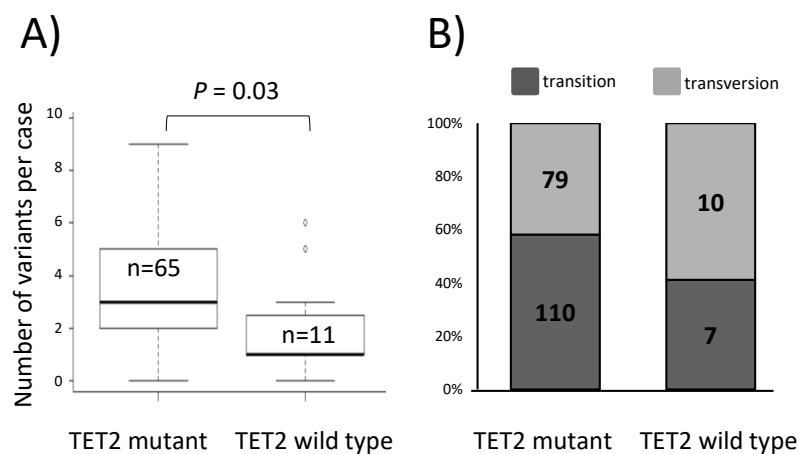 A)
P = 0.03
Number of variants per case
10
8
6
4
2
0
n=65
n=11
TET2 mutant TET2 wild type
B)
transition transversion
100%
80%
60%
40%
20%
0%
79
110
10
7
TET2 mutant TET2 wild type